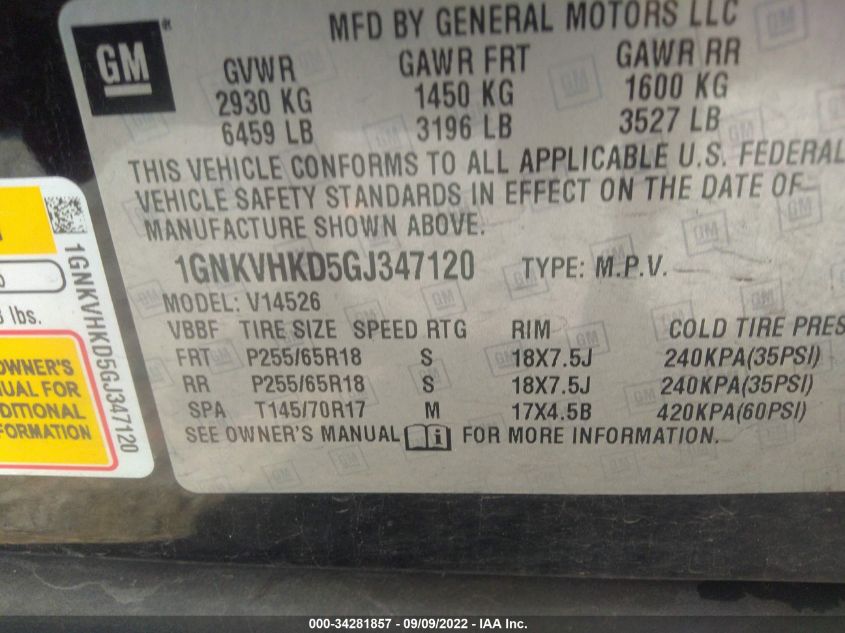 MFD BY GENERAL MOTORS LLC
GM
GVWR GAWR FRT GAWR RR
2930 KG 1450 KG 1600 KG
6459 LB 3196 LB 3527 LB
THIS VEHICLE CONFORMS TO ALL APPLICABLE U.S. FEDERAL
VEHICLE SAFETY STANDARDS IN EFFECT ON THE DATE OF
MANUFACTURE SHOWN ABOVE.
1GNKVHKD5GJ347120 TYPE: M.P.V.
MODEL: V14526
VBBF TIRE SIZE SPEED RTG RIM COLD TIRE PRES
FRT P255/65R18 S 18X7.5J 240KPA(35PSI)
RR P255/65R18 S 18X7.5J 240KPA(35PSI)
SPA T145/70R17 M 17X4.5B 420KPA(60PSI)
SEE OWNER'S MANUAL i FOR MORE INFORMATION.
1GNKVHKD5GJ347120
lbs.
OWNER'S
UAL FOR
DITIONAL
FORMATION
000-34281857 - 09/09/2022 - IAA Inc.